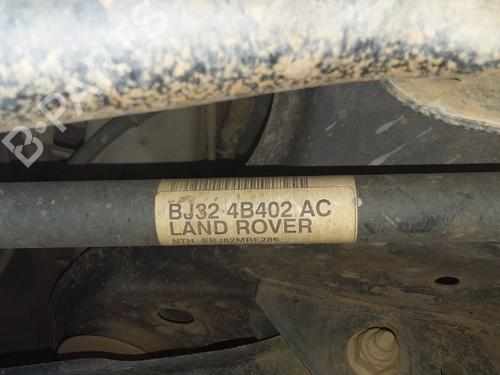 B-PARTS
BJ32 4B402 AC
LAND ROVER
NTN EBJ82MBE286